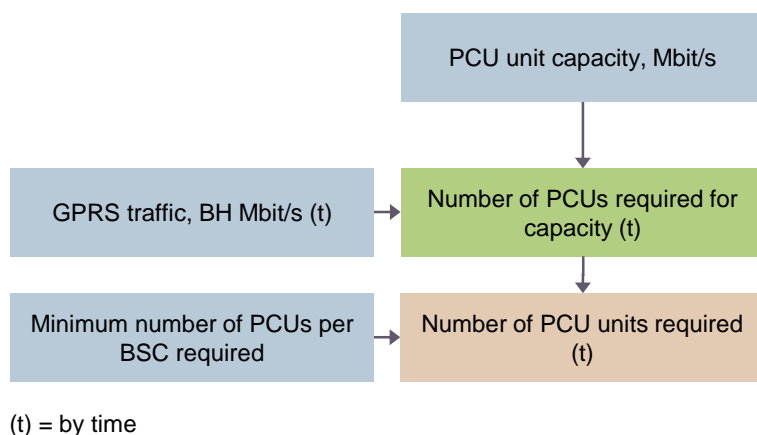 PCU unit capacity, Mbit/s
GPRS traffic, BH Mbit/s (t)
Number of PCUs required for
capacity (t)
Minimum number of PCUs per
BSC required
Number of PCU units required
(t)
(t) = by time